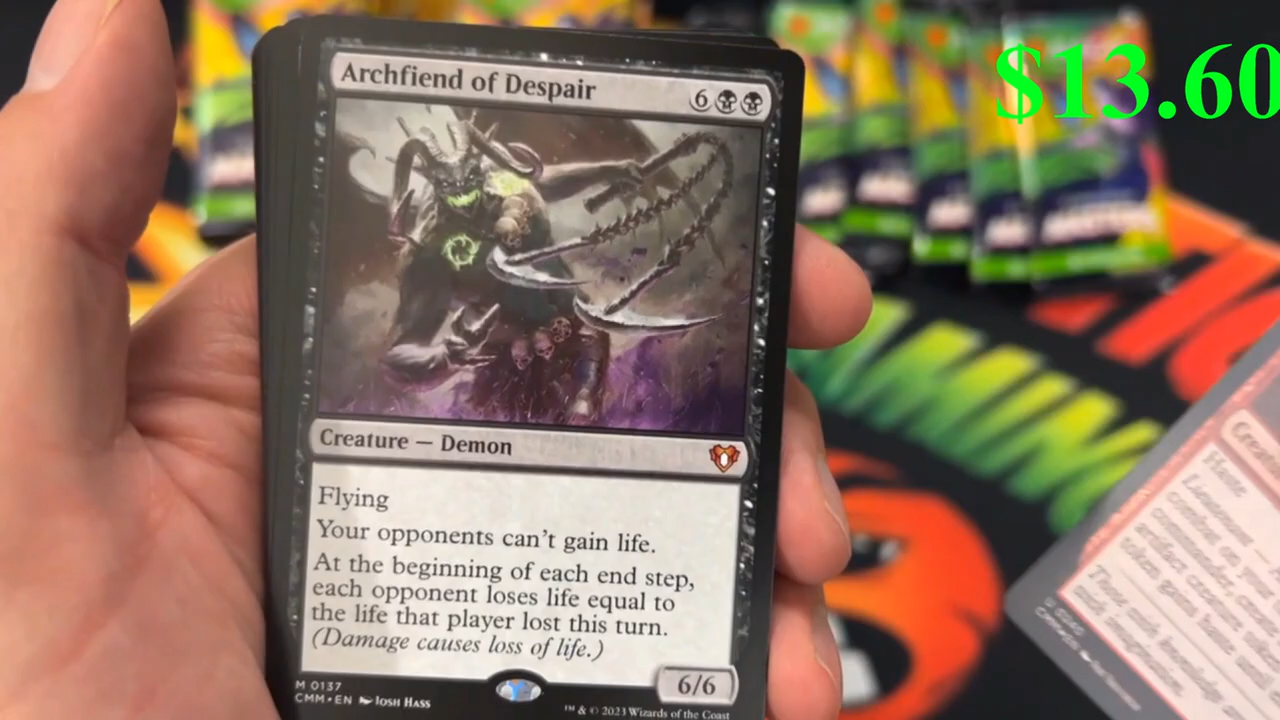 $13.60
Archfiend of Despair
6
Creature — Demon
Flying
Your opponents can't gain life.
At the beginning of each end step,
each opponent loses life equal to
the life that player lost this turn.
(Damage causes loss of life.)
6/6
M 0137
CMM • EN Josh Hass
™ & © 2023 Wizards of the Coast
Haste